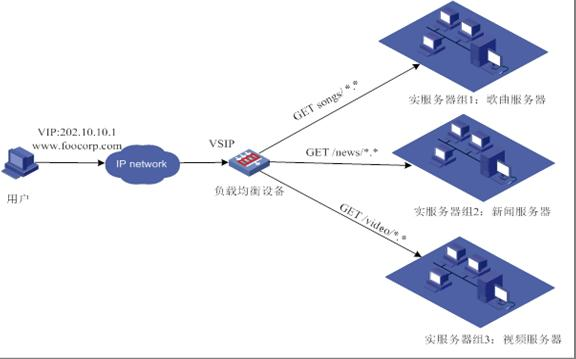 GET songs/*.*
实服务器组1：歌曲服务器
VIP:202.10.10.1
www.foocorp.com
VSIP
IP network
GET /news/*.*
用户
负载均衡设备
实服务器组2：新闻服务器
GET /video/*.*
实服务器组3：视频服务器